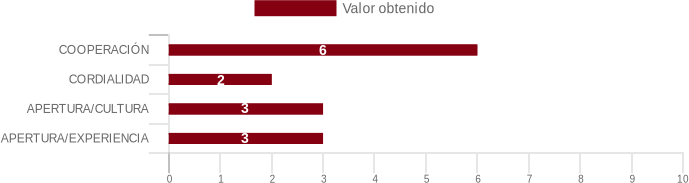 Valor obtenido
COOPERACIÓN 6
CORDIALIDAD 2
APERTURA/CULTURA 3
APERTURA/EXPERIENCIA 3
0 1 2 3 4 5 6 7 8 9 10